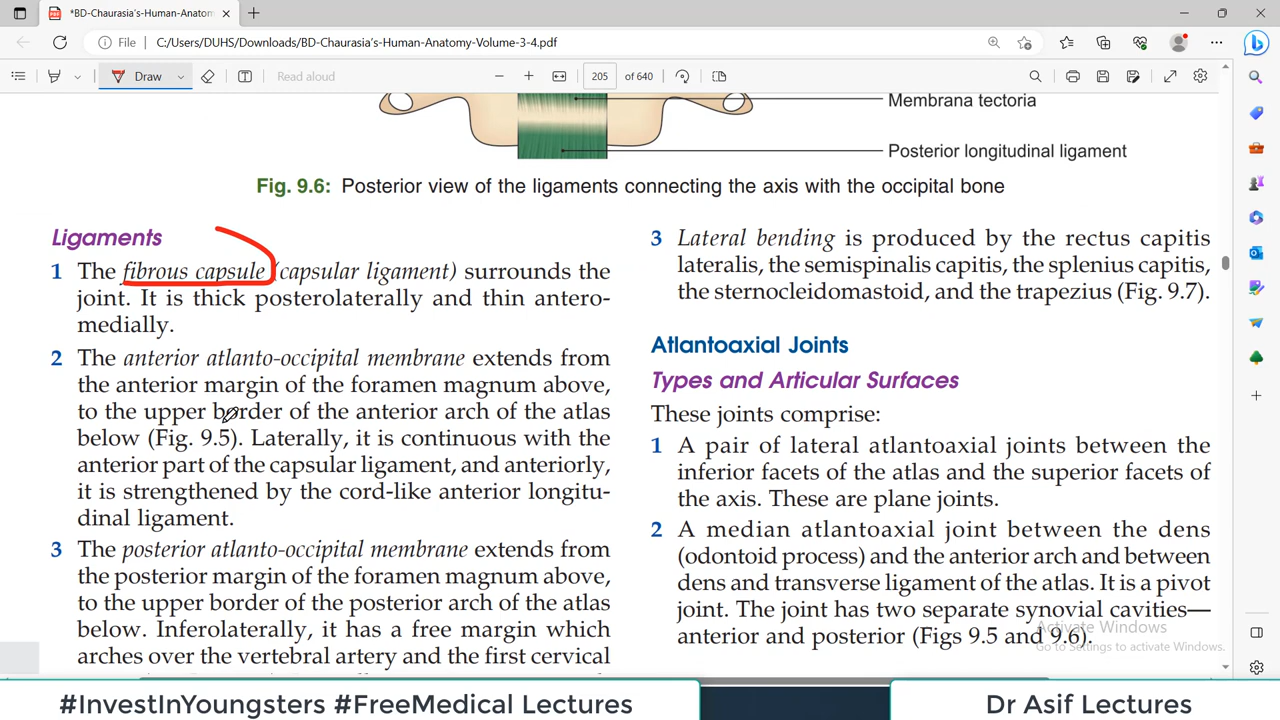 *BD-Chaurasia's-Human-Anatom
File
C:/Users/DUHS/Downloads/BD-Chaurasia's-Human-Anatomy-Volume-3-4.pdf
Draw
Read aloud
205
of 640
Membrana tectoria
Posterior longitudinal ligament
Fig. 9.6: Posterior view of the ligaments connecting the axis with the occipital bone
Ligaments
1 The fibrous capsule (capsular ligament) surrounds the
joint. It is thick posterolaterally and thin antero-
medially.
2 The anterior atlanto-occipital membrane extends from
the anterior margin of the foramen magnum above,
to the upper border of the anterior arch of the atlas
below (Fig. 9.5). Laterally, it is continuous with the
anterior part of the capsular ligament, and anteriorly,
it is strengthened by the cord-like anterior longitu-
dinal ligament.
3 The posterior atlanto-occipital membrane extends from
the posterior margin of the foramen magnum above,
to the upper border of the posterior arch of the atlas
below. Inferolaterally, it has a free margin which
arches over the vertebral artery and the first cervical
3 Lateral bending is produced by the rectus capitis
lateralis, the semispinalis capitis, the splenius capitis,
the sternocleidomastoid, and the trapezius (Fig. 9.7).
Atlantoaxial Joints
Types and Articular Surfaces
These joints comprise:
1 A pair of lateral atlantoaxial joints between the
inferior facets of the atlas and the superior facets of
the axis. These are plane joints.
2 A median atlantoaxial joint between the dens
(odontoid process) and the anterior arch and between
dens and transverse ligament of the atlas. It is a pivot
joint. The joint has two separate synovial cavities—
anterior and posterior (Figs 9.5 and 9.6).
Activate Windows
Go to Settings to activate Windows.
#InvestInYoungsters #FreeMedical Lectures
Dr Asif Lectures